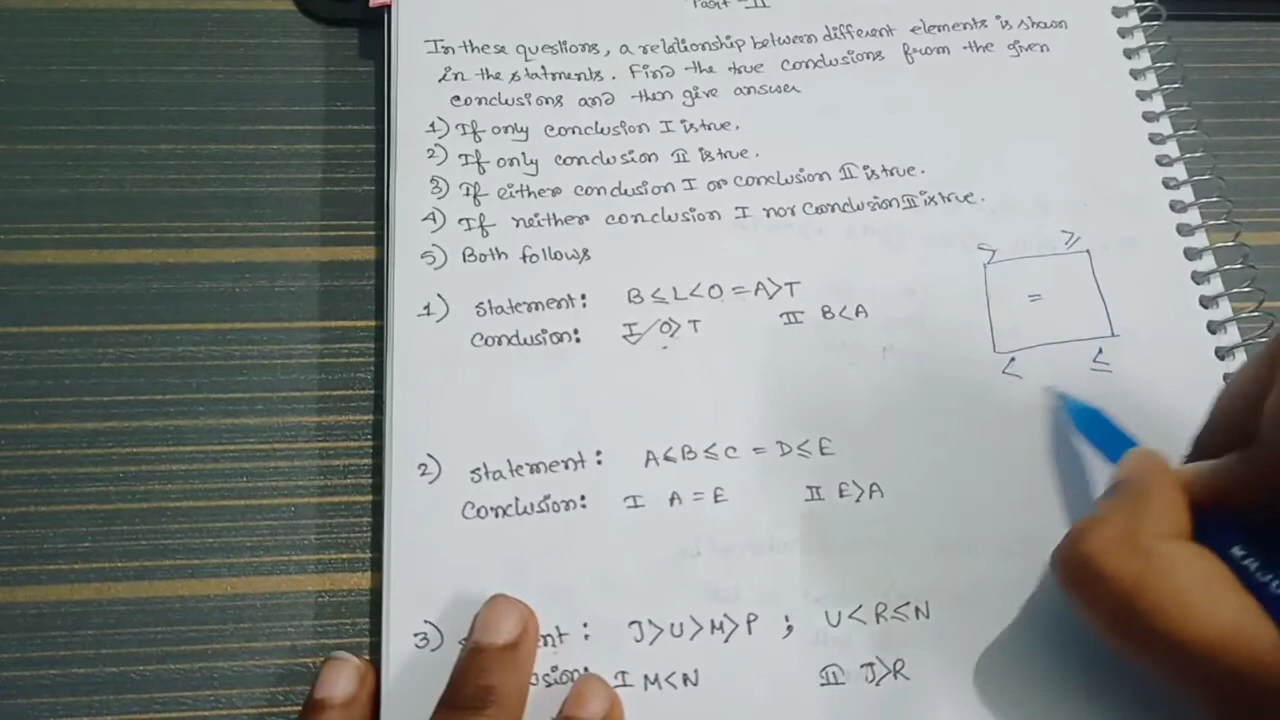 Part - II
In these questions, a relationship between different elements is shown
in the statments. Find the true conclusions from the given
conclusions and then give answer
1) If only conclusion I is true.
2) If only conclusion II is true.
3) If either conclusion I or conclusion II is true.
4) If neither conclusion I nor conclusion II is true.
5) Both follows
> ≥
=
< ≤
1) statement: B ≤ L < O = A > T
Conclusion: I O > T II B < A
2) statement: A ≤ B ≤ C = D ≤ E
Conclusion: I A = E II E > A
3) J > U > M > P ; U < R ≤ N
I M < N II J > R